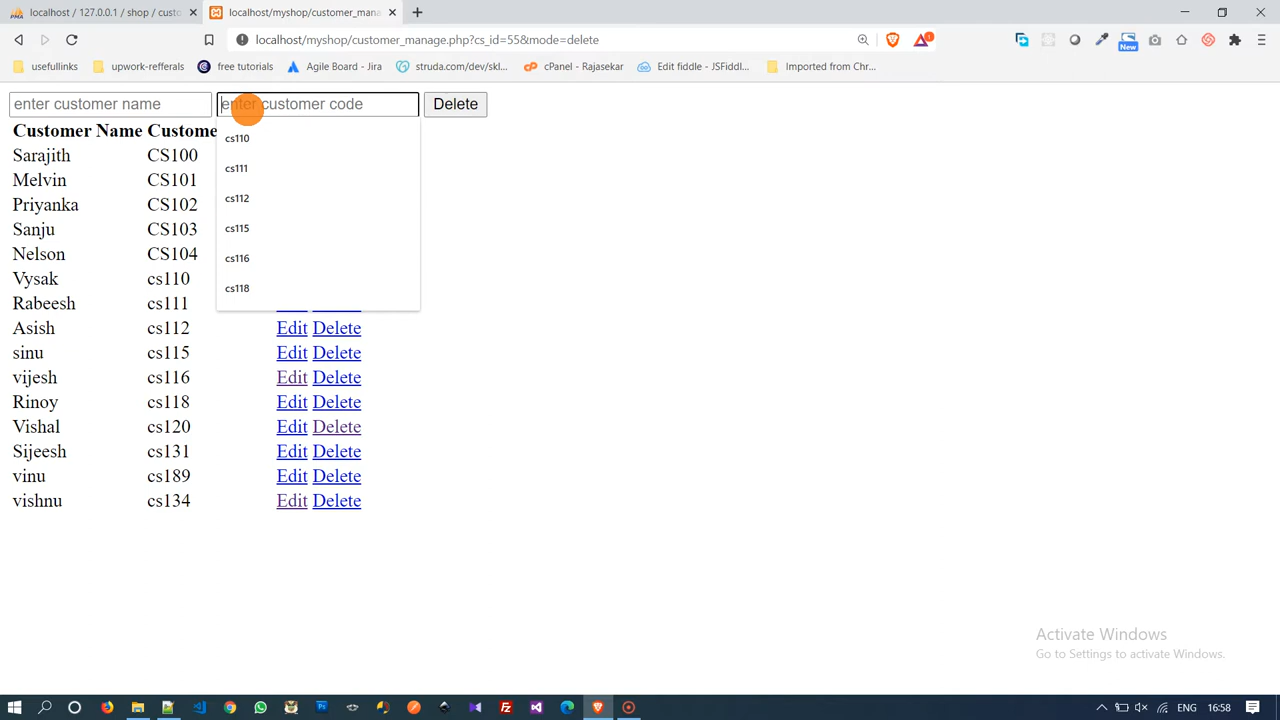 localhost / 127.0.0.1 / shop / custo
localhost/myshop/customer_mana
localhost/myshop/customer_manage.php?cs_id=55&mode=delete
New
1
usefullinks
upwork-refferals
free tutorials
Agile Board - Jira
struda.com/dev/skl...
cPanel - Rajasekar
Edit fiddle - JSFiddl...
Imported from Chr...
enter customer name
enter customer code
Delete
Customer Name Custome
Sarajith CS100
Melvin CS101
Priyanka CS102
Sanju CS103
Nelson CS104
Vysak cs110
Rabeesh cs111
Asish cs112 Edit Delete
sinu cs115 Edit Delete
vijesh cs116 Edit Delete
Rinoy cs118 Edit Delete
Vishal cs120 Edit Delete
Sijeesh cs131 Edit Delete
vinu cs189 Edit Delete
vishnu cs134 Edit Delete
cs110
cs111
cs112
cs115
cs116
cs118
Activate Windows
Go to Settings to activate Windows.
ENG
16:58